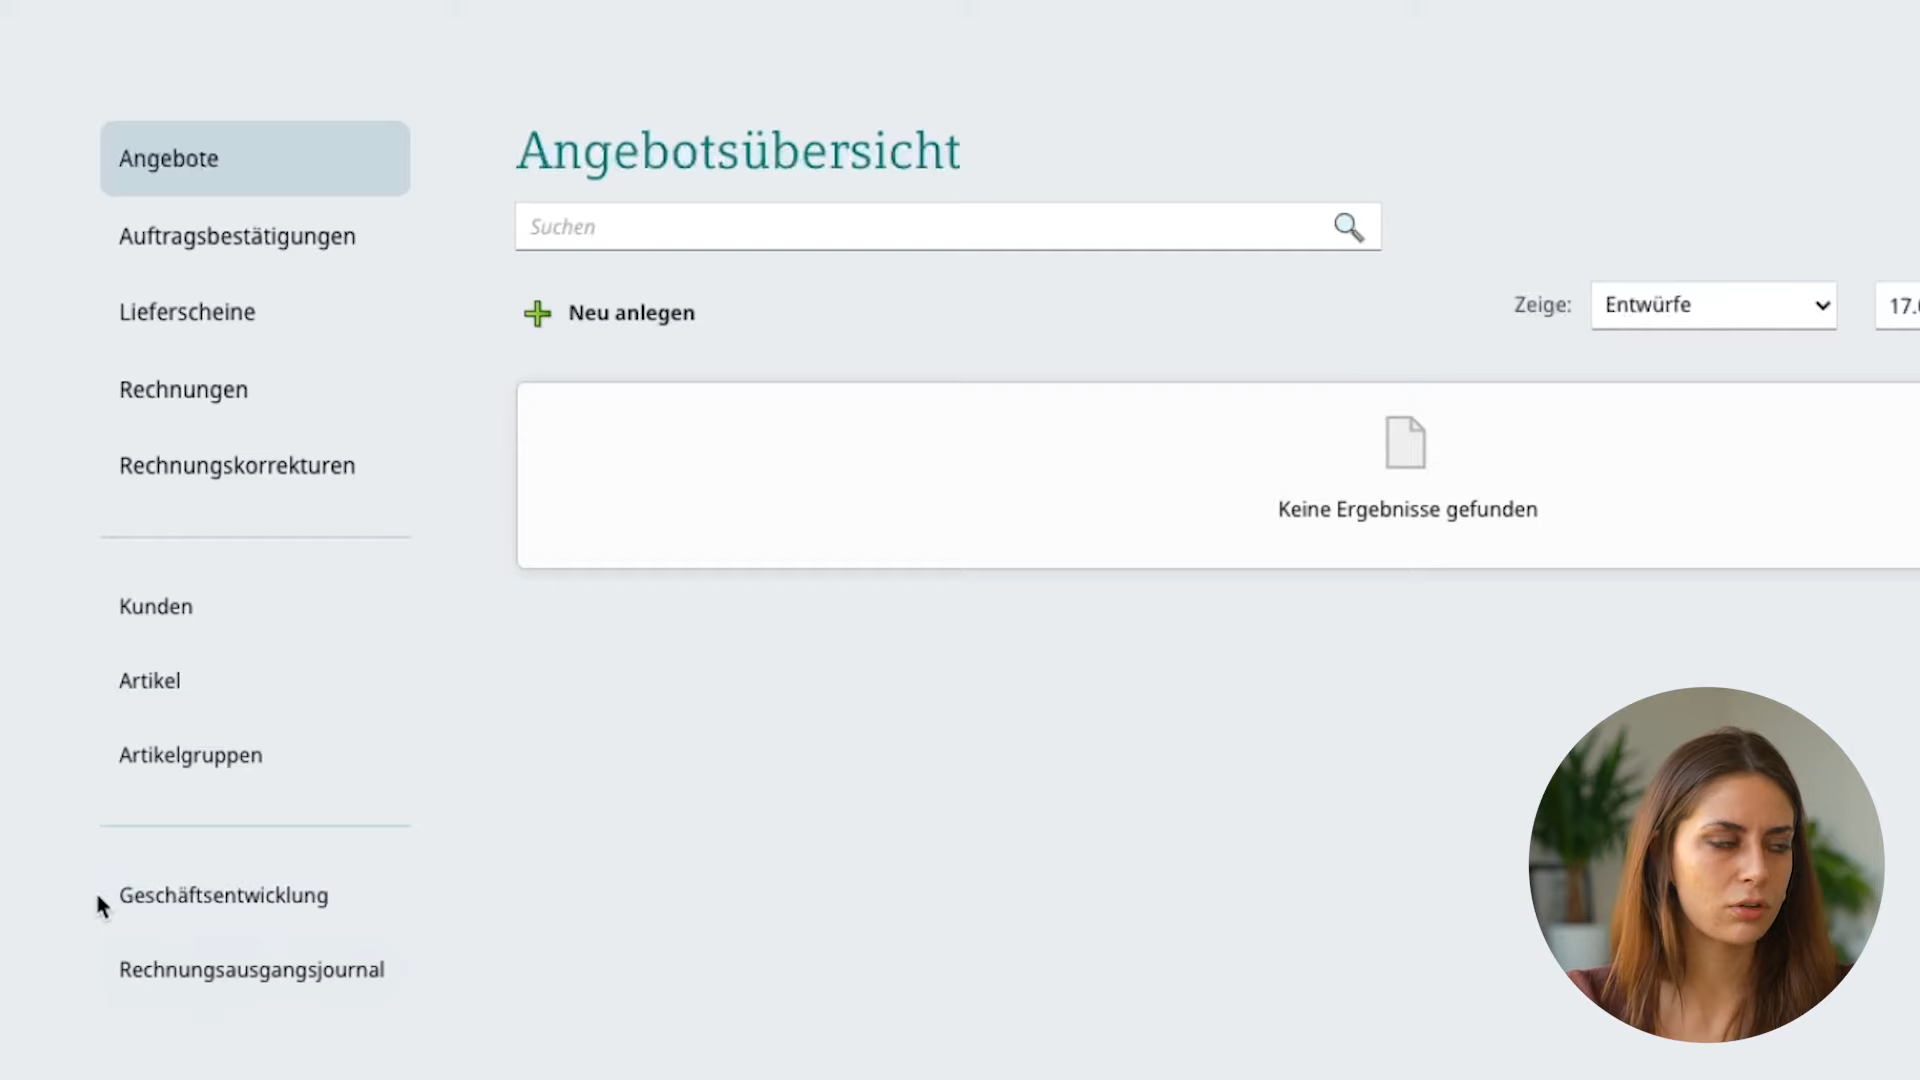 Angebote
Auftragsbestätigungen
Lieferscheine
Rechnungen
Rechnungskorrekturen
Kunden
Artikel
Artikelgruppen
Geschäftsentwicklung
Rechnungsausgangsjournal
Angebotsübersicht
Suchen
Neu anlegen
Zeige: Entwürfe
Keine Ergebnisse gefunden